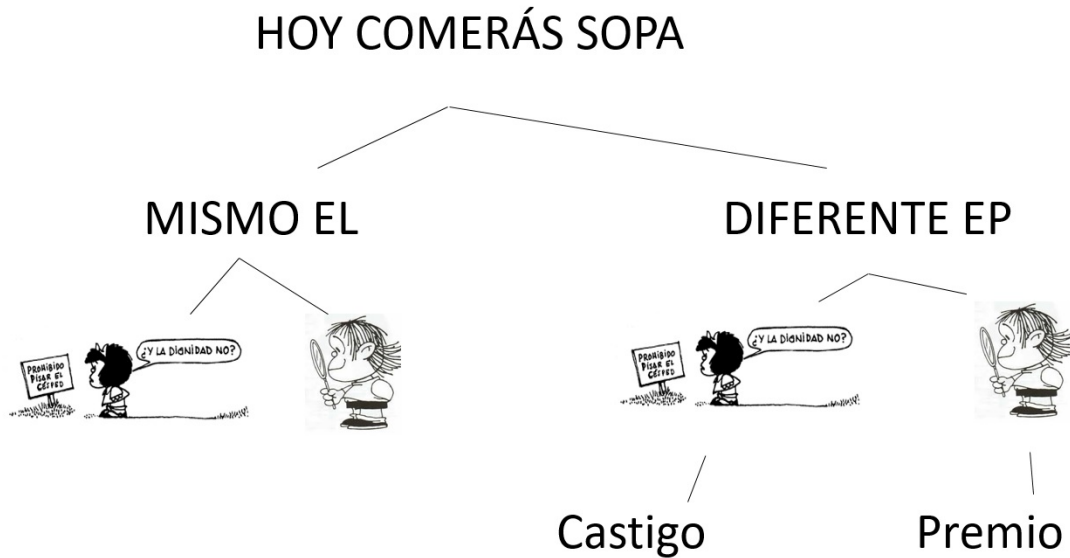 HOY COMERÁS SOPA
MISMO EL
DIFERENTE EP
¿Y LA DIGNIDAD NO?
PROHIBIDO
PISAR EL
CÉSPED
¿Y LA DIGNIDAD NO?
PROHIBIDO
PISAR EL
CÉSPED
Castigo
Premio